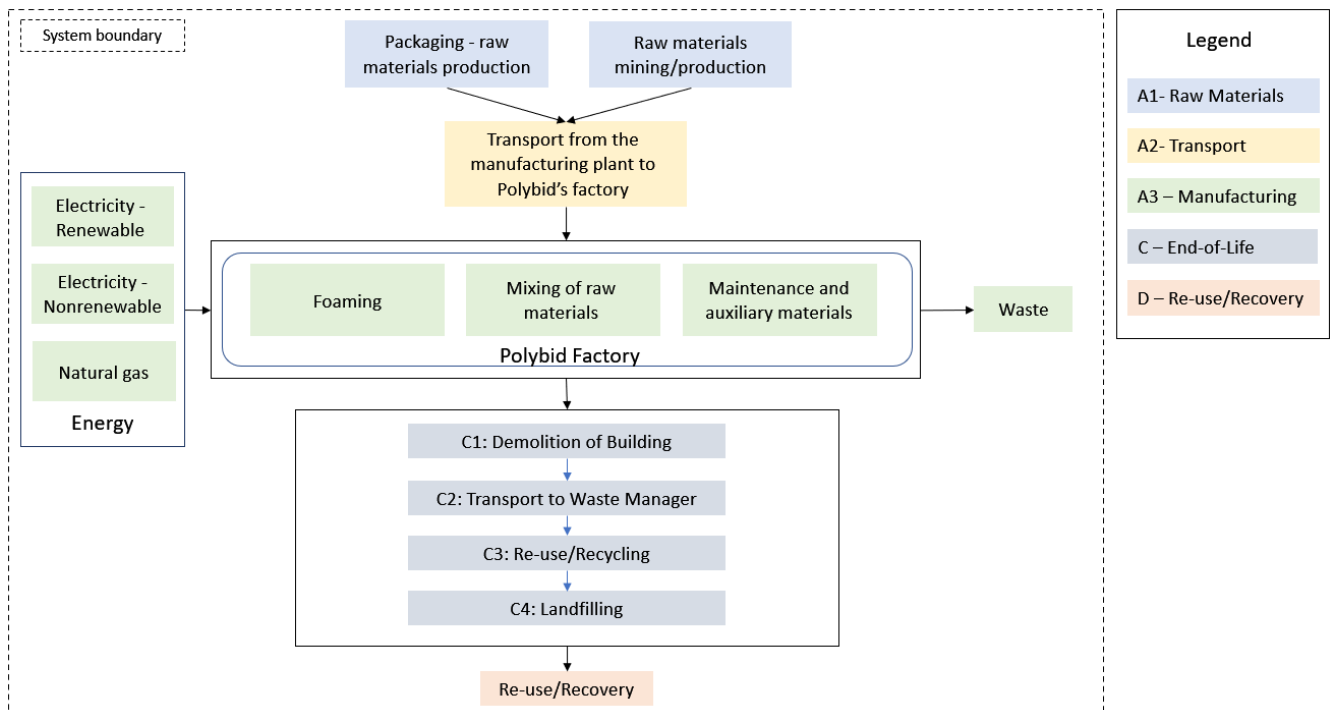 System boundary
Packaging - raw
materials production
Raw materials
mining/production
Transport from the
manufacturing plant to
Polybid's factory
Electricity -
Renewable
Electricity -
Nonrenewable
Natural gas
Energy
Foaming
Mixing of raw
materials
Maintenance and
auxiliary materials
Polybid Factory
Waste
C1: Demolition of Building
C2: Transport to Waste Manager
C3: Re-use/Recycling
C4: Landfilling
Re-use/Recovery
Legend
A1- Raw Materials
A2- Transport
A3 – Manufacturing
C – End-of-Life
D – Re-use/Recovery